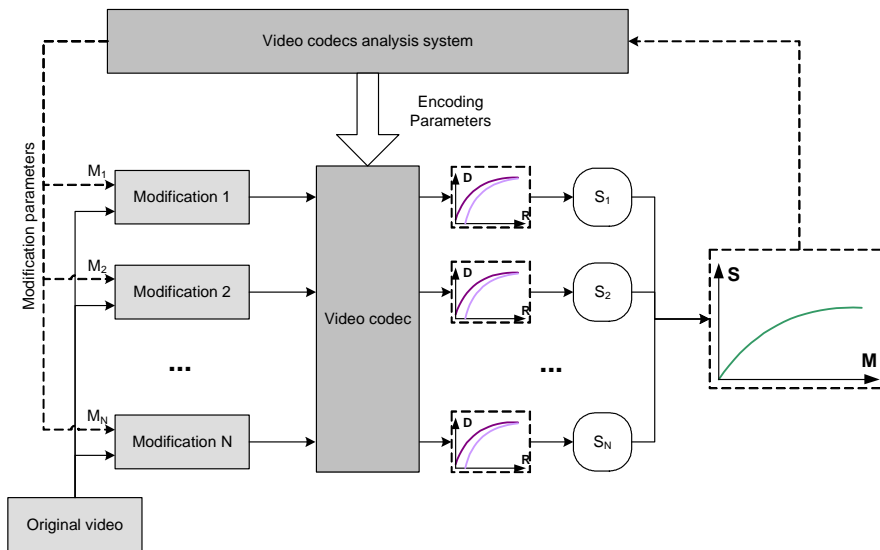 Video codecs analysis system
Encoding
Parameters
Modification parameters
M1
Modification 1
D
R
S1
M2
Modification 2
Video codec
D
R
S2
S
M
...
...
MN
Modification N
D
R
SN
Original video